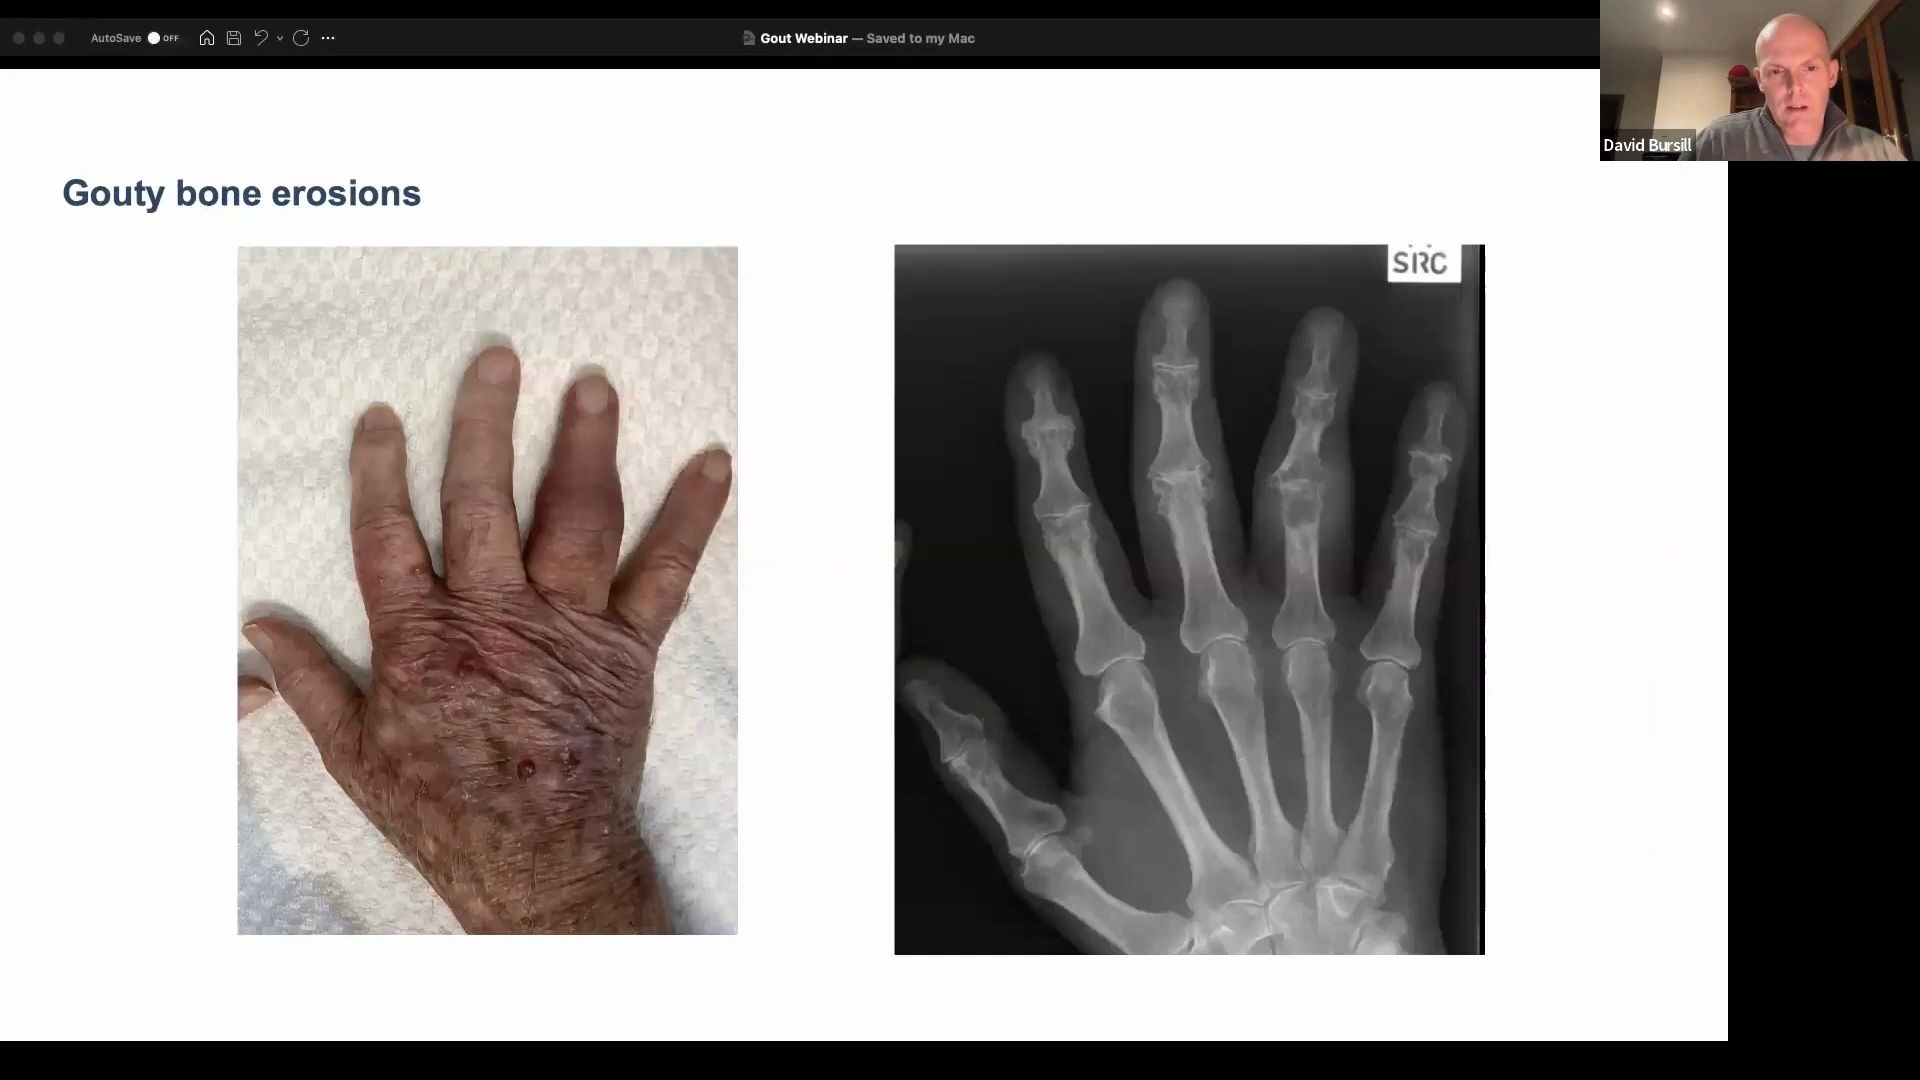 AutoSave OFF
Gout Webinar — Saved to my Mac
David Bursill
Gouty bone erosions
SRC